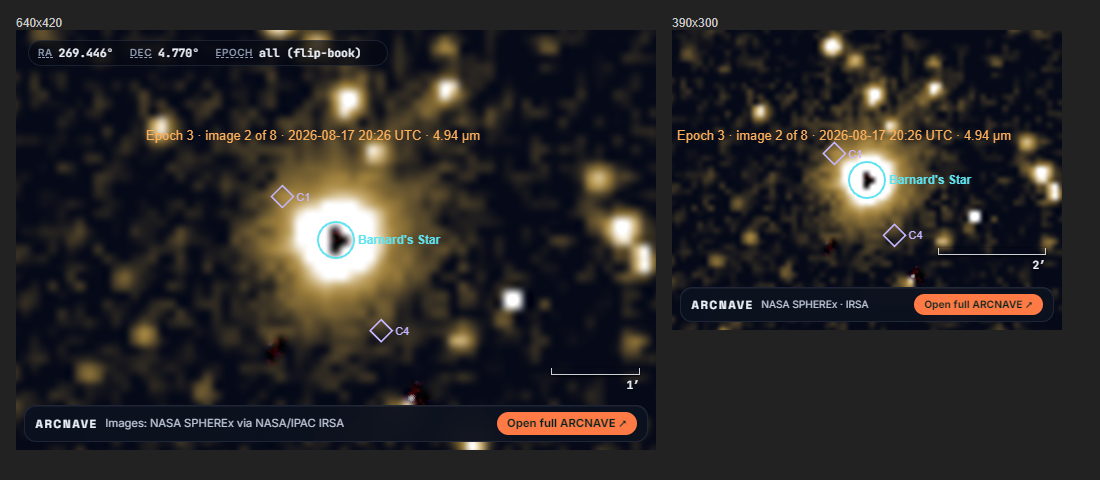 640x420
RA 269.446° DEC 4.770° EPOCH all (flip-book)
Epoch 3 · image 2 of 8 · 2026-08-17 20:26 UTC · 4.94 µm
C1
Barnard's Star
C4
1′
ARCNAVE Images: NASA SPHEREx via NASA/IPAC IRSA Open full ARCNAVE ↗
390x300
Epoch 3 · image 2 of 8 · 2026-08-17 20:26 UTC · 4.94 µm
C1
Barnard's Star
C4
2′
ARCNAVE NASA SPHEREx · IRSA Open full ARCNAVE ↗